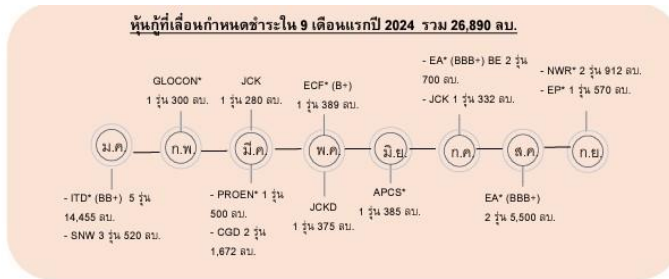 หุ้นกู้ที่เลื่อนกำหนดชำระใน 9 เดือนแรกปี 2024 รวม 26,890 ลบ.
GLOCON*
1 รุ่น 300 ลบ.
JCK
1 รุ่น 280 ลบ.
ECF* (B+)
1 รุ่น 389 ลบ.
- EA* (BBB+) BE 2 รุ่น
700 ลบ.
- JCK 1 รุ่น 332 ลบ.
- NWR* 2 รุ่น 912 ลบ.
- EP* 1 รุ่น 570 ลบ.
ม.ค.
ก.พ.
มี.ค.
พ.ค.
มิ.ย.
ก.ค.
ส.ค.
ก.ย.
- ITD* (BB+) 5 รุ่น
14,455 ลบ.
- SNW 3 รุ่น 520 ลบ.
- PROEN* 1 รุ่น
500 ลบ.
- CGD 2 รุ่น
1,672 ลบ.
JCKD
1 รุ่น 375 ลบ.
APCS*
1 รุ่น 385 ลบ.
EA* (BBB+)
2 รุ่น 5,500 ลบ.